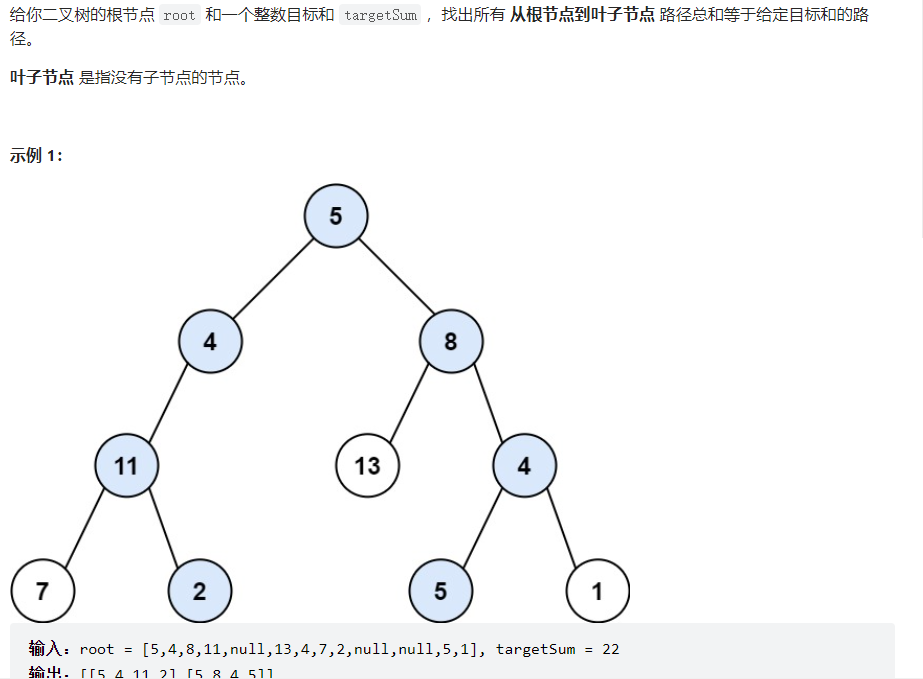 给你二叉树的根节点 root 和一个整数目标和 targetSum ，找出所有 从根节点到叶子节点 路径总和等于给定目标和的路
径。
叶子节点 是指没有子节点的节点。
示例 1：
5
4 8
11 13 4
7 2 5 1
输入：root = [5,4,8,11,null,13,4,7,2,null,null,5,1], targetSum = 22
输出：[[5,4,11,2],[5,8,4,5]]